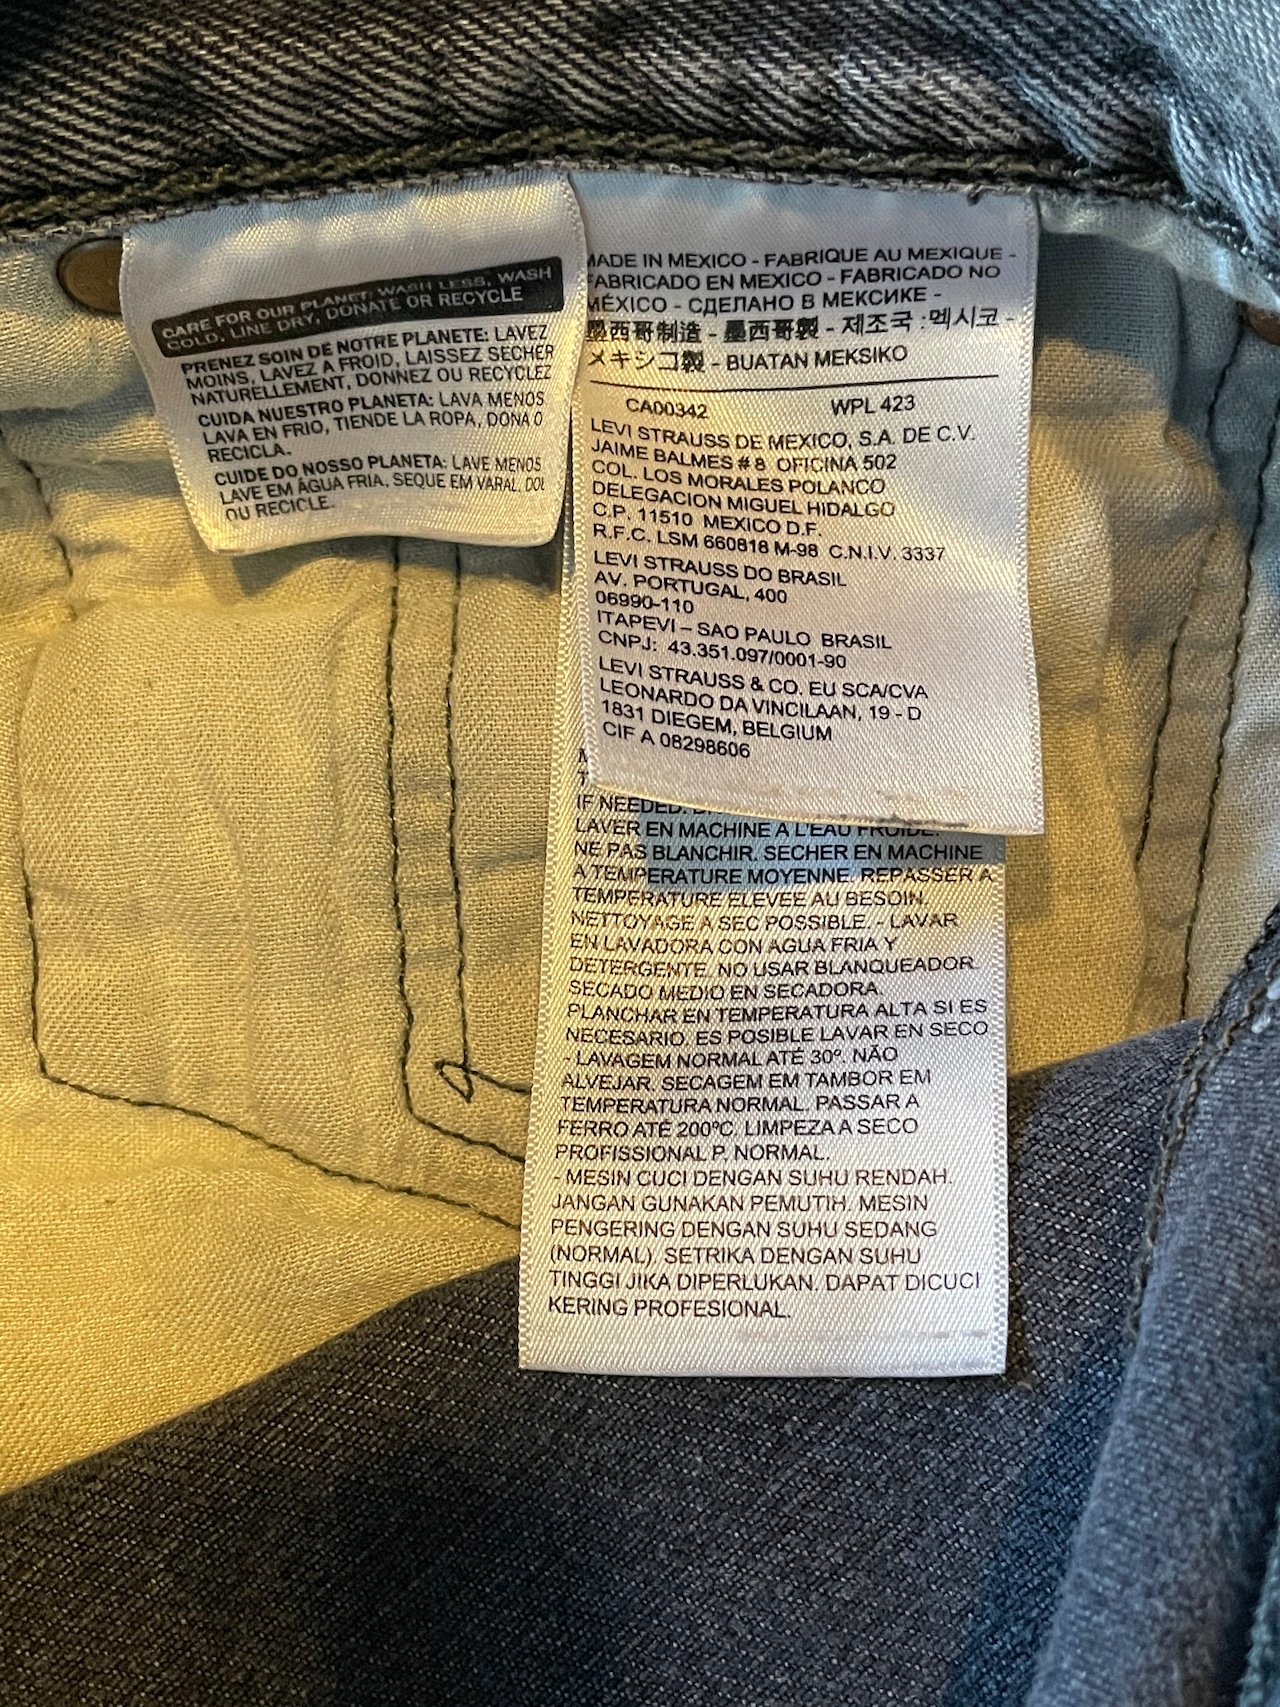 CARE FOR OUR PLANET: WASH LESS, WASH
COLD, LINE DRY, DONATE OR RECYCLE
PRENEZ SOIN DE NOTRE PLANETE: LAVEZ
MOINS, LAVEZ A FROID, LAISSEZ SECHER
NATURELLEMENT, DONNEZ OU RECYCLEZ
CUIDA NUESTRO PLANETA: LAVA MENOS
LAVA EN FRIO, TIENDE LA ROPA, DONA O
RECICLA.
CUIDE DO NOSSO PLANETA: LAVE MENOS
LAVE EM ÁGUA FRIA, SEQUE EM VARAL, DOE
OU RECICLE.
MADE IN MEXICO - FABRIQUE AU MEXIQUE -
FABRICADO EN MEXICO - FABRICADO NO
MÉXICO - СДЕЛАНО В МЕКСИКЕ -
墨西哥制造 - 墨西哥製 - 제조국 : 멕시코 -
メキシコ製 - BUATAN MEKSIKO
CA00342 WPL 423
LEVI STRAUSS DE MEXICO, S.A. DE C.V.
JAIME BALMES # 8 OFICINA 502
COL. LOS MORALES POLANCO
DELEGACION MIGUEL HIDALGO
C.P. 11510 MEXICO D.F.
R.F.C. LSM 660818 M-98 C.N.I.V. 3337
LEVI STRAUSS DO BRASIL
AV. PORTUGAL, 400
06990-110
ITAPEVI – SAO PAULO BRASIL
CNPJ: 43.351.097/0001-90
LEVI STRAUSS & CO. EU SCA/CVA
LEONARDO DA VINCILAAN, 19 - D
1831 DIEGEM, BELGIUM
CIF A 08298606
IF NEEDED.
LAVER EN MACHINE A L'EAU FROIDE.
NE PAS BLANCHIR. SECHER EN MACHINE
A TEMPERATURE MOYENNE. REPASSER A
TEMPERATURE ELEVEE AU BESOIN.
NETTOYAGE A SEC POSSIBLE. - LAVAR
EN LAVADORA CON AGUA FRIA Y
DETERGENTE. NO USAR BLANQUEADOR.
SECADO MEDIO EN SECADORA.
PLANCHAR EN TEMPERATURA ALTA SI ES
NECESARIO. ES POSIBLE LAVAR EN SECO
- LAVAGEM NORMAL ATÉ 30º. NÃO
ALVEJAR. SECAGEM EM TAMBOR EM
TEMPERATURA NORMAL. PASSAR A
FERRO ATÉ 200ºC. LIMPEZA A SECO
PROFISSIONAL P. NORMAL.
- MESIN CUCI DENGAN SUHU RENDAH.
JANGAN GUNAKAN PEMUTIH. MESIN
PENGERING DENGAN SUHU SEDANG
(NORMAL). SETRIKA DENGAN SUHU
TINGGI JIKA DIPERLUKAN. DAPAT DICUCI
KERING PROFESIONAL.